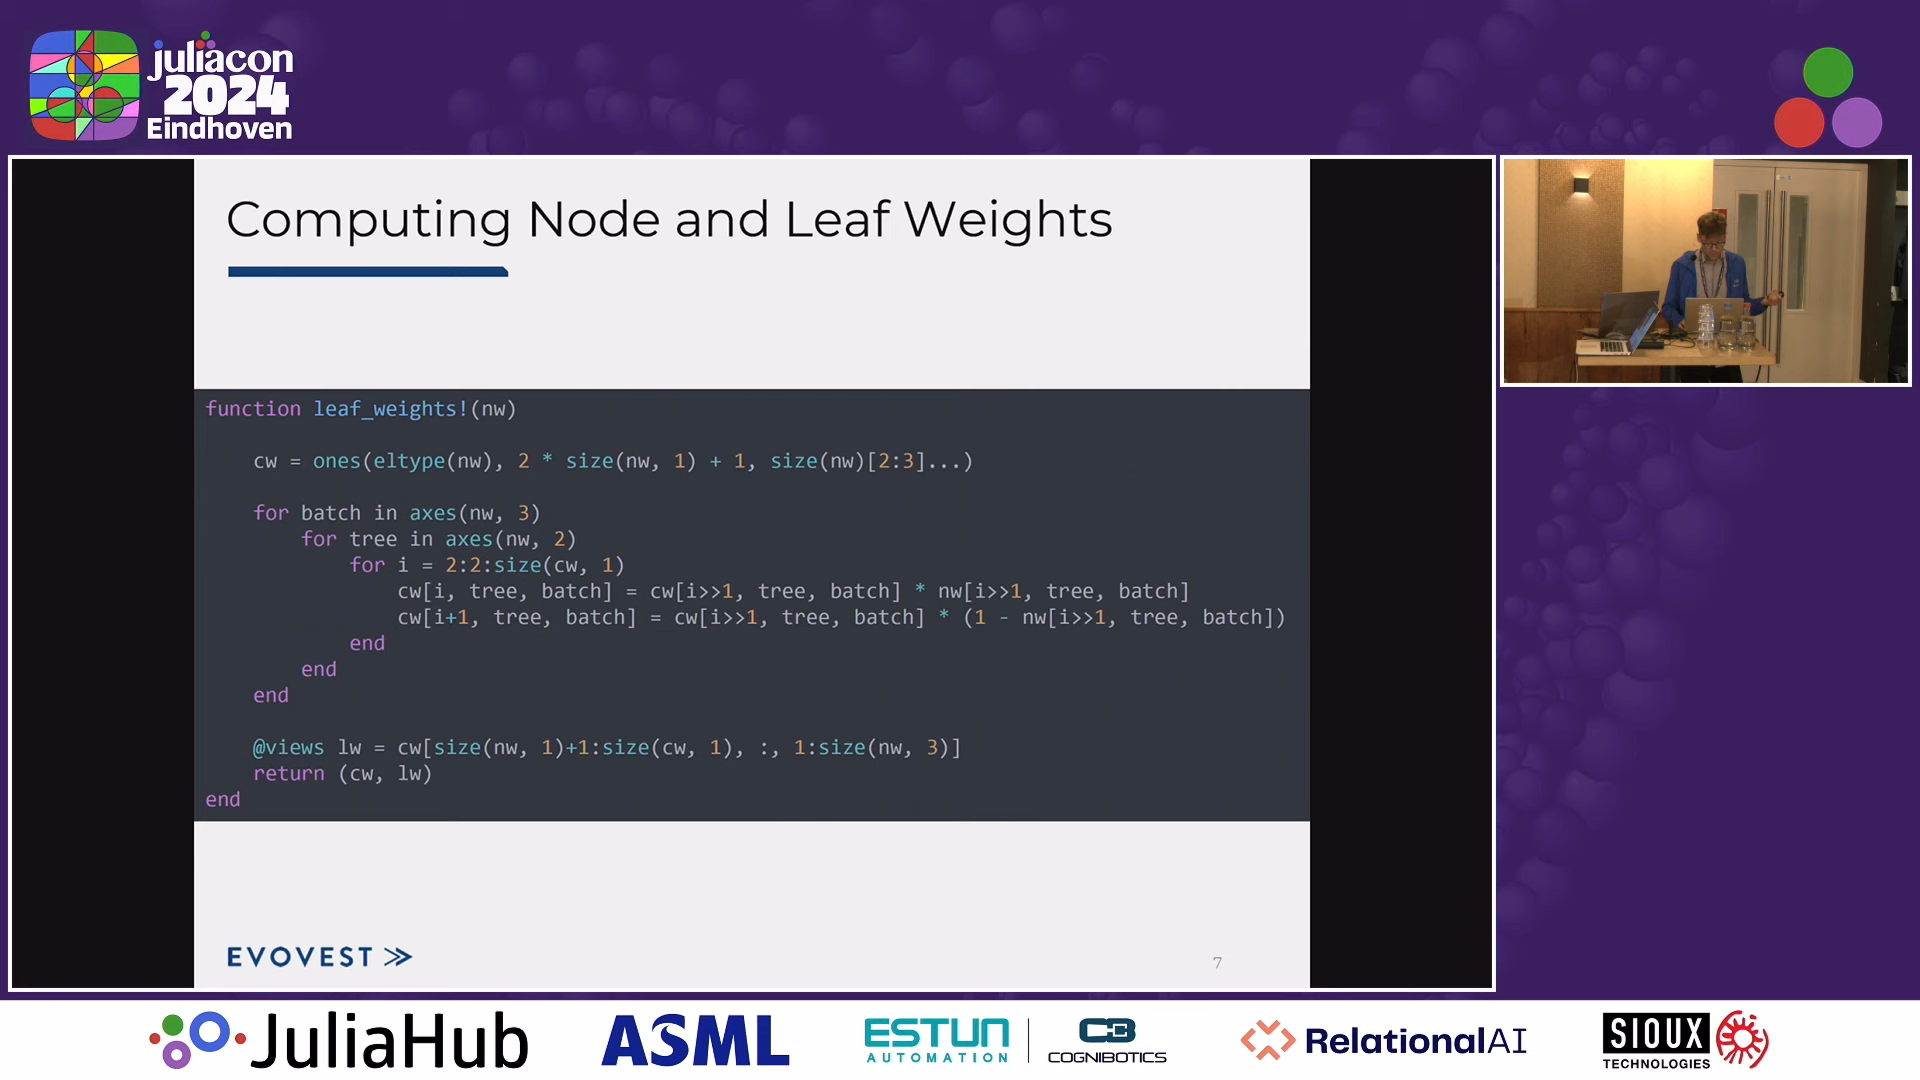 juliacon
2024
Eindhoven
Computing Node and Leaf Weights
function leaf_weights!(nw)
cw = ones(eltype(nw), 2 * size(nw, 1) + 1, size(nw)[2:3]...)
for batch in axes(nw, 3)
for tree in axes(nw, 2)
for i = 2:2:size(cw, 1)
cw[i, tree, batch] = cw[i>>1, tree, batch] * nw[i>>1, tree, batch]
cw[i+1, tree, batch] = cw[i>>1, tree, batch] * (1 - nw[i>>1, tree, batch])
end
end
end
@views lw = cw[size(nw, 1)+1:size(cw, 1), :, 1:size(nw, 3)]
return (cw, lw)
end
EVOVEST
7
JuliaHub
ASML
ESTUN
AUTOMATION
COGNIBOTICS
RelationalAI
SIOUX
TECHNOLOGIES